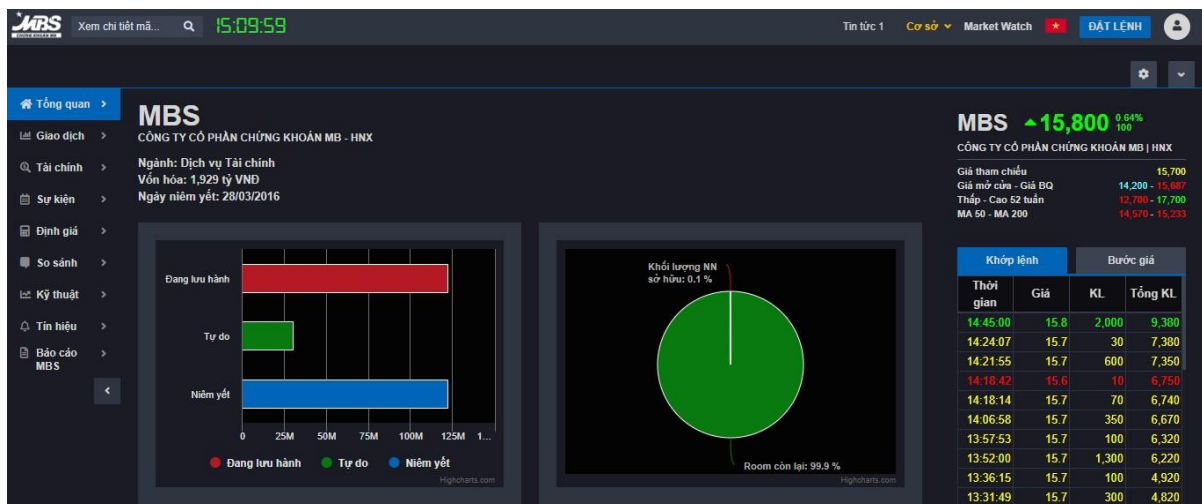 MBS
CHỨNG KHOÁN MB
Xem chi tiết mã...
15:09:59
Tin tức 1
Cơ sở
Market Watch
ĐẶT LỆNH
Tổng quan
Giao dịch
Tài chính
Sự kiện
Định giá
So sánh
Kỹ thuật
Tín hiệu
Báo cáo
MBS
MBS
CÔNG TY CỔ PHẦN CHỨNG KHOÁN MB - HNX
Ngành: Dịch vụ Tài chính
Vốn hóa: 1,929 tỷ VNĐ
Ngày niêm yết: 28/03/2016
Đang lưu hành
Tự do
Niêm yết
0 25M 50M 75M 100M 125M 1...
Đang lưu hành Tự do Niêm yết
Highcharts.com
Khối lượng NN
sở hữu: 0.1 %
Room còn lại: 99.9 %
Highcharts.com
MBS 15,800 0.64%
100
CÔNG TY CỔ PHẦN CHỨNG KHOÁN MB | HNX
Giá tham chiếu 15,700
Giá mở cửa - Giá BQ 14,200 - 15,687
Thấp - Cao 52 tuần 12,700 - 17,700
MA 50 - MA 200 14,570 - 15,233
Khớp lệnh Bước giá
Thời gian Giá KL Tổng KL
14:45:00 15.8 2,000 9,380
14:24:07 15.7 30 7,380
14:21:55 15.7 600 7,350
14:18:42 15.6 10 6,750
14:18:14 15.7 70 6,740
14:06:58 15.7 350 6,670
13:57:53 15.7 100 6,320
13:52:00 15.7 1,300 6,220
13:36:15 15.7 100 4,920
13:31:49 15.7 300 4,820